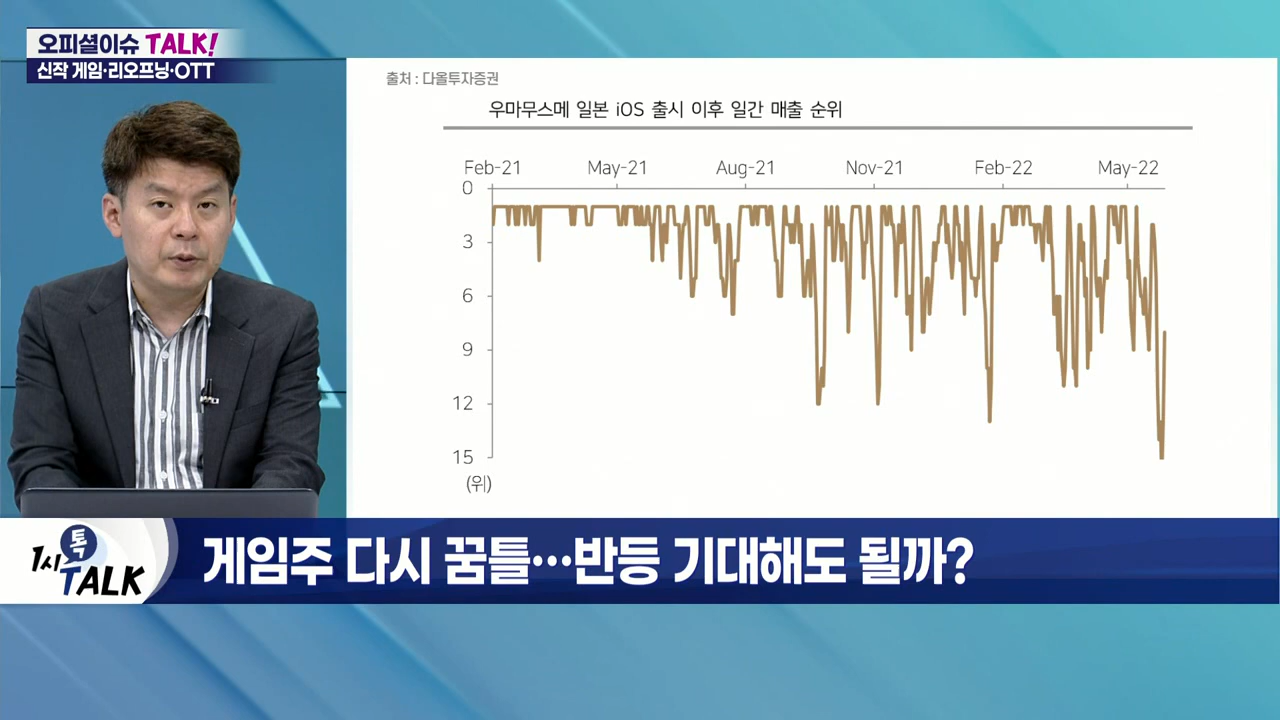 오피셜이슈 TALK!
신작 게임·리오프닝·OTT
출처 : 다올투자증권
우마무스메 일본 iOS 출시 이후 일간 매출 순위
Feb-21 May-21 Aug-21 Nov-21 Feb-22 May-22
0
3
6
9
12
15
(위)
1시 톡 TALK
게임주 다시 꿈틀…반등 기대해도 될까?